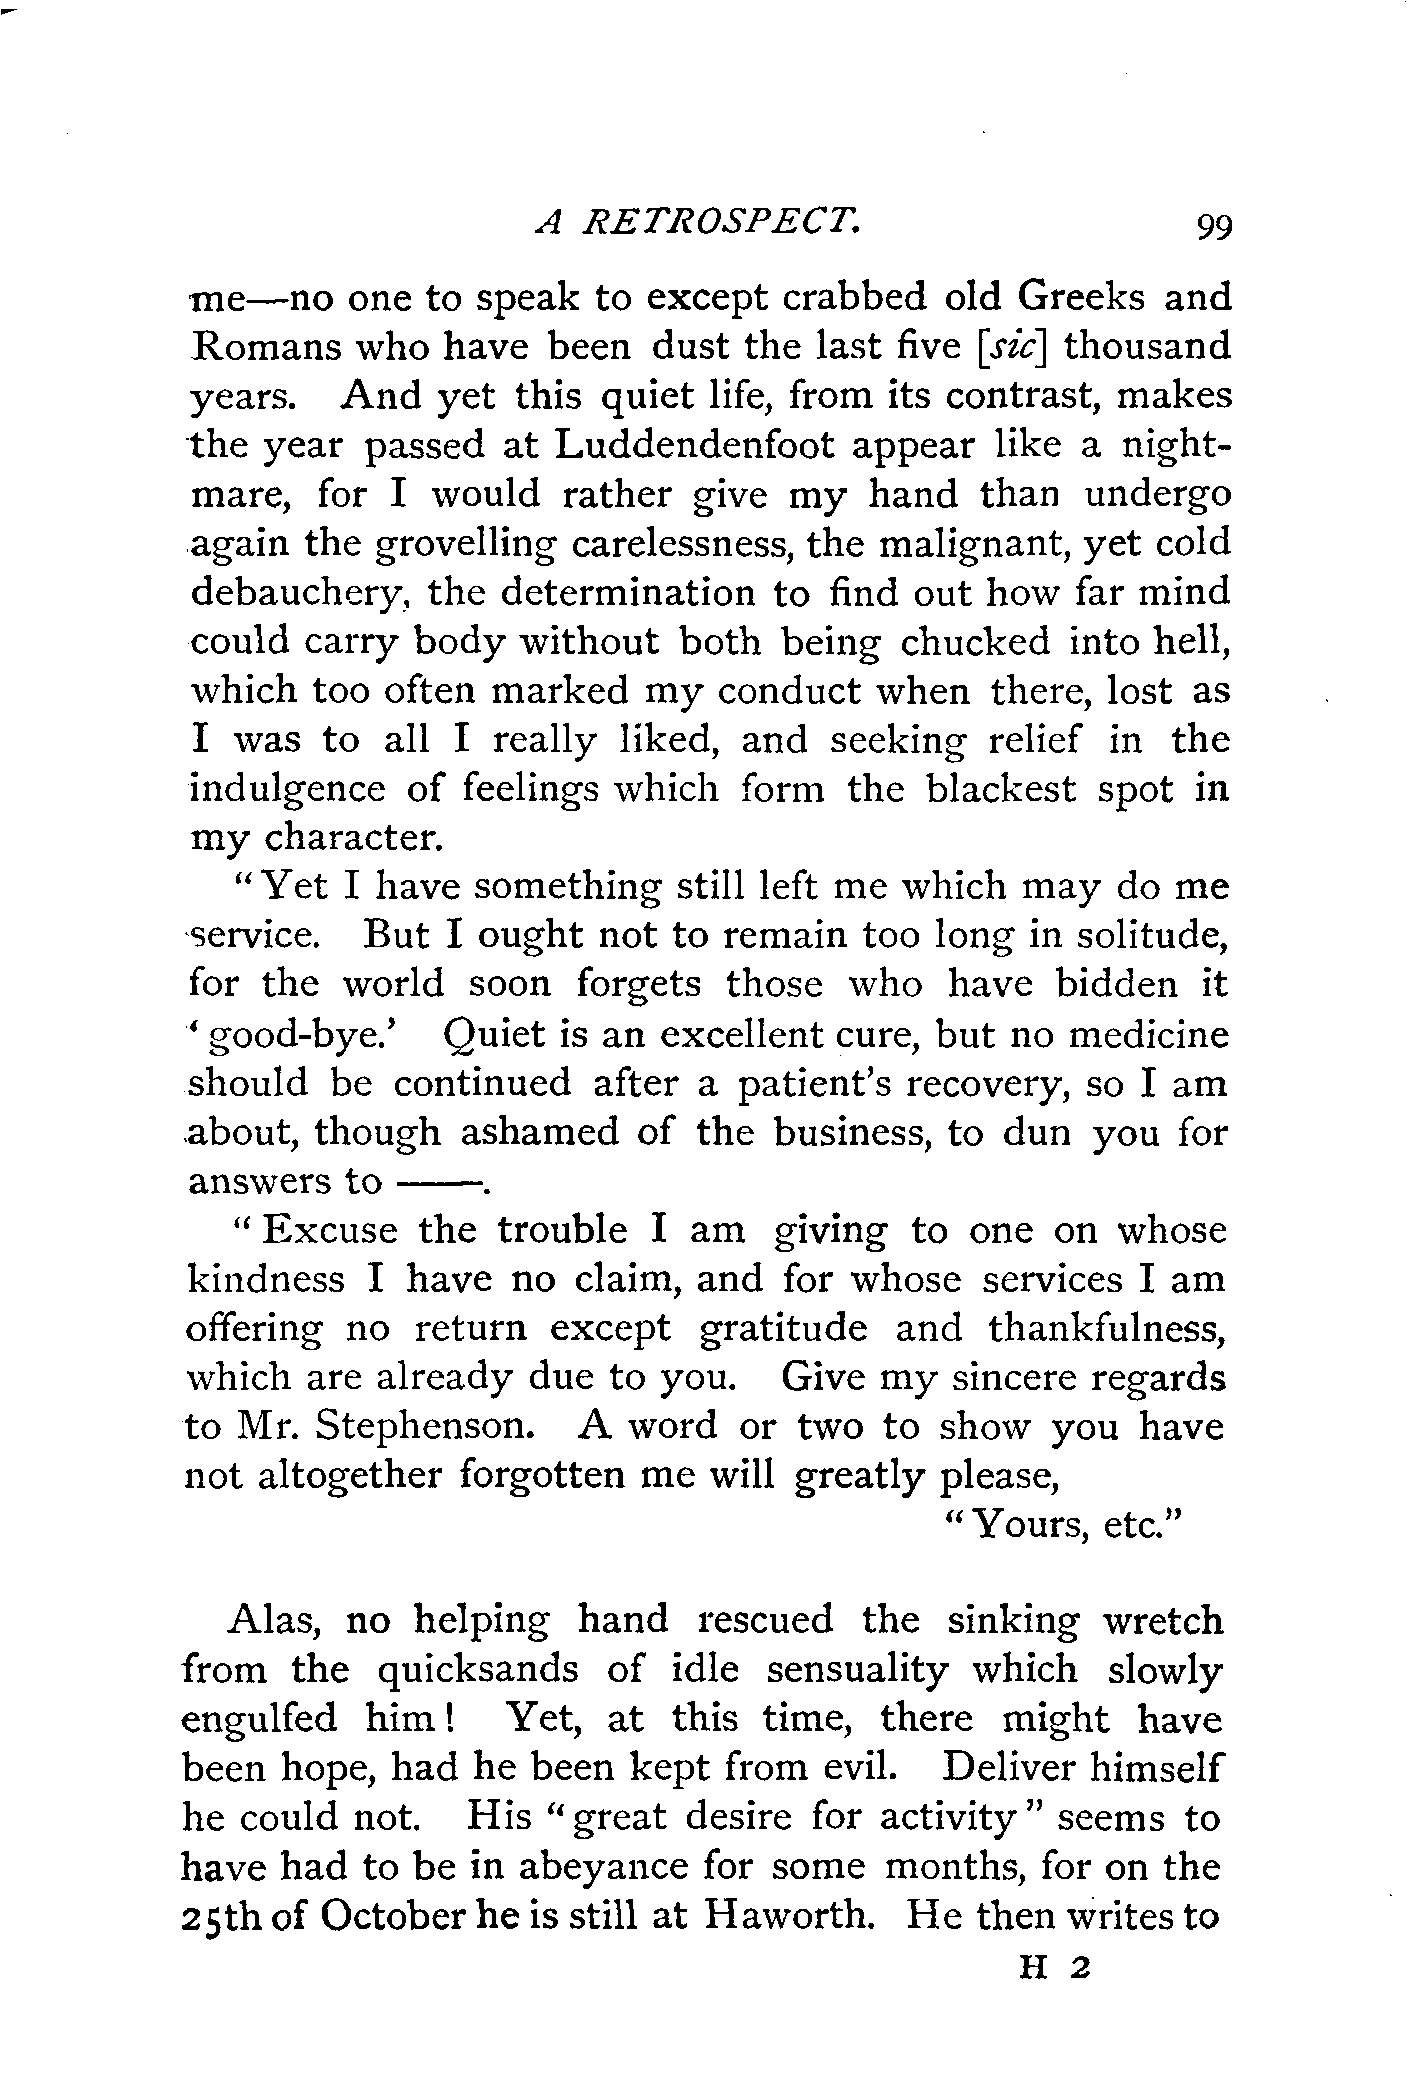 A RETROSPECT. 99
me—no one to speak to except crabbed old Greeks and
Romans who have been dust the last five [sic] thousand
years. And yet this quiet life, from its contrast, makes
the year passed at Luddendenfoot appear like a night-
mare, for I would rather give my hand than undergo
again the grovelling carelessness, the malignant, yet cold
debauchery, the determination to find out how far mind
could carry body without both being chucked into hell,
which too often marked my conduct when there, lost as
I was to all I really liked, and seeking relief in the
indulgence of feelings which form the blackest spot in
my character.
“Yet I have something still left me which may do me
service. But I ought not to remain too long in solitude,
for the world soon forgets those who have bidden it
‘good-bye.’ Quiet is an excellent cure, but no medicine
should be continued after a patient’s recovery, so I am
about, though ashamed of the business, to dun you for
answers to ——.
“Excuse the trouble I am giving to one on whose
kindness I have no claim, and for whose services I am
offering no return except gratitude and thankfulness,
which are already due to you. Give my sincere regards
to Mr. Stephenson. A word or two to show you have
not altogether forgotten me will greatly please,
“Yours, etc.”
Alas, no helping hand rescued the sinking wretch
from the quicksands of idle sensuality which slowly
engulfed him! Yet, at this time, there might have
been hope, had he been kept from evil. Deliver himself
he could not. His “great desire for activity” seems to
have had to be in abeyance for some months, for on the
25th of October he is still at Haworth. He then writes to
H 2